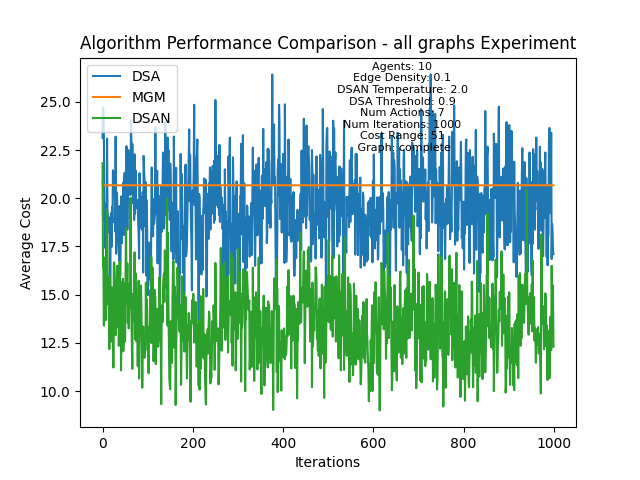 Algorithm Performance Comparison - all graphs Experiment
DSA
MGM
DSAN
Agents: 10
Edge Density: 0.1
DSAN Temperature: 2.0
DSA Threshold: 0.9
Num Actions: 7
Num Iterations: 1000
Cost Range: 51
Graph: complete
Average Cost
25.0
22.5
20.0
17.5
15.0
12.5
10.0
0
200
400
600
800
1000
Iterations